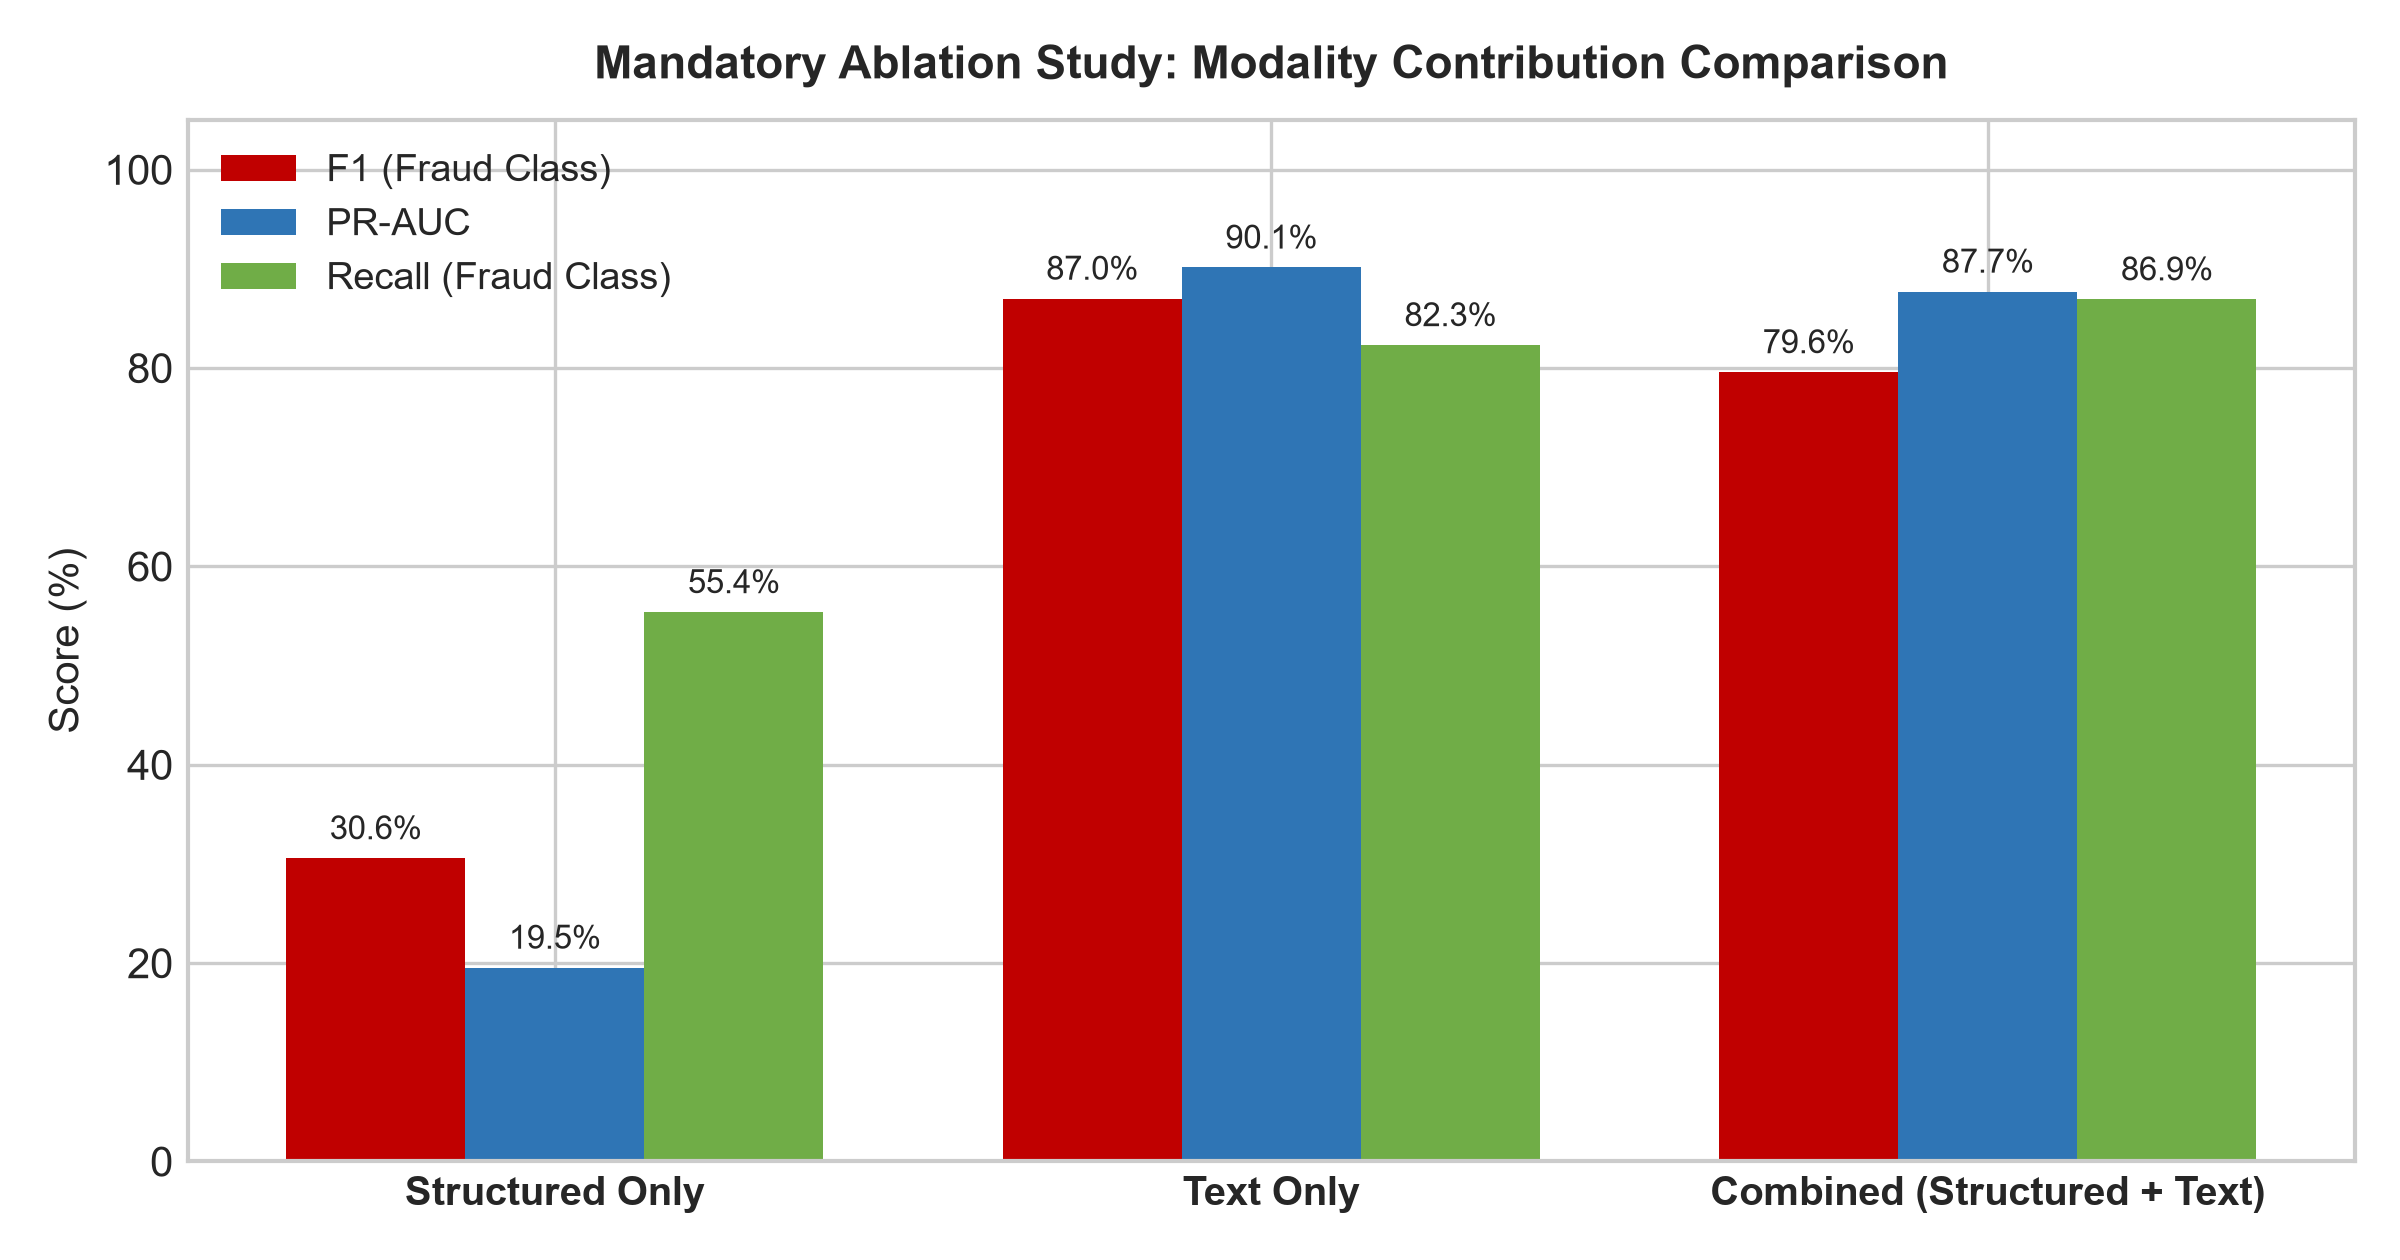 Mandatory Ablation Study: Modality Contribution Comparison
F1 (Fraud Class)
PR-AUC
Recall (Fraud Class)
Score (%)
100
80
60
40
20
0
30.6%
19.5%
55.4%
87.0%
90.1%
82.3%
79.6%
87.7%
86.9%
Structured Only
Text Only
Combined (Structured + Text)